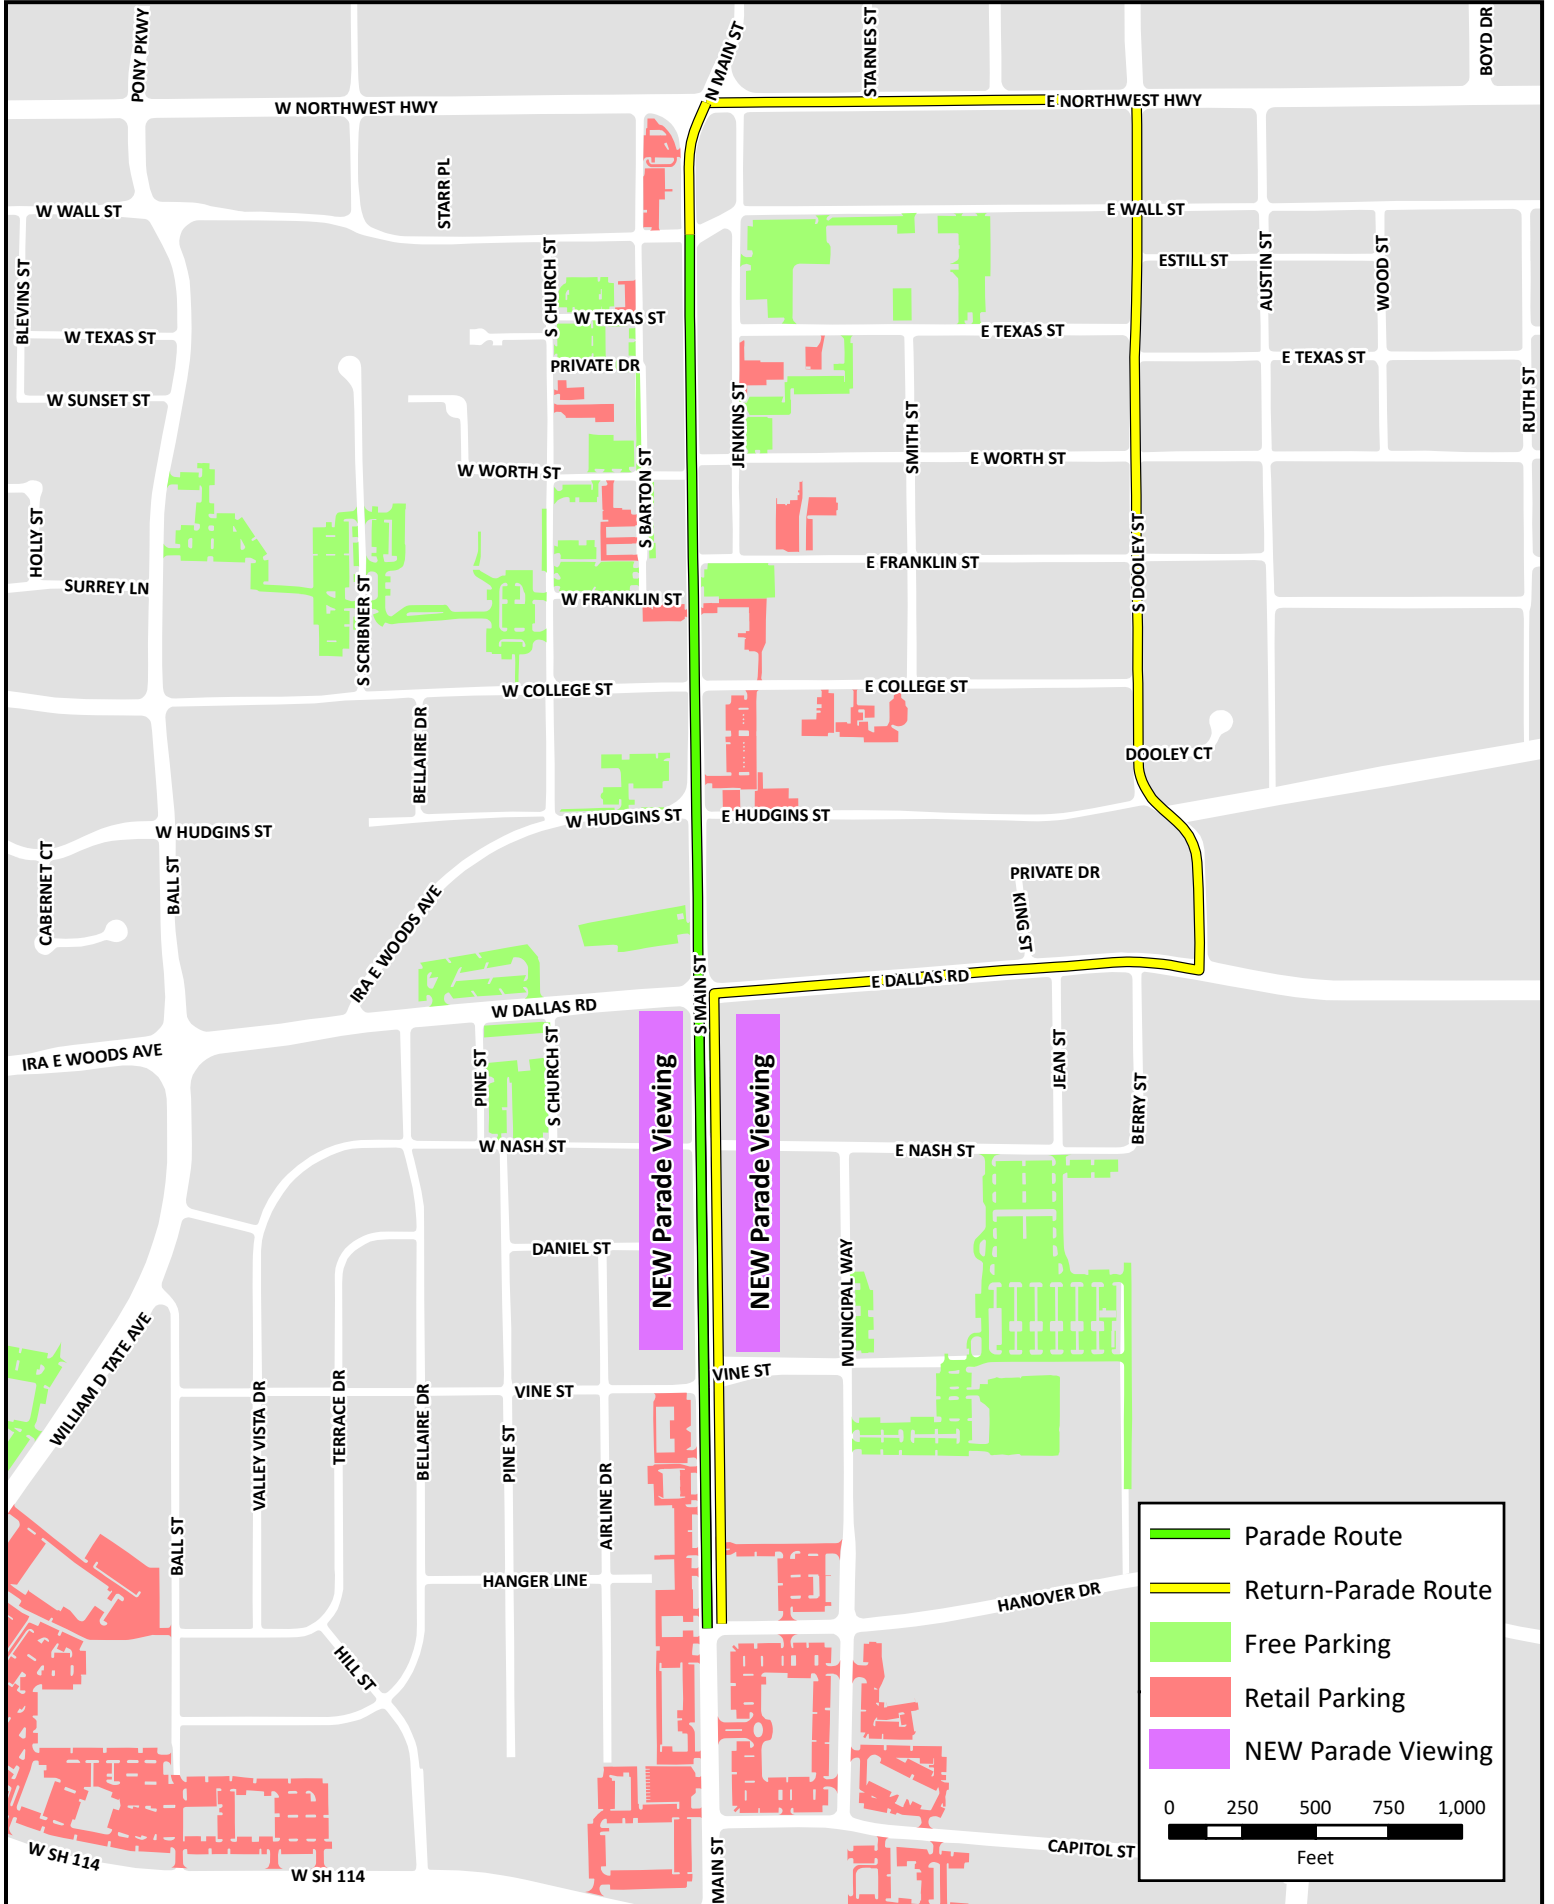 PONY PKWY
N MAIN ST
STARNES ST
BOYD DR
W NORTHWEST HWY
E NORTHWEST HWY
STARR PL
W WALL ST
E WALL ST
S CHURCH ST
BLEVINS ST
ESTILL ST
AUSTIN ST
WOOD ST
W TEXAS ST
W TEXAS ST
E TEXAS ST
E TEXAS ST
PRIVATE DR
W SUNSET ST
JENKINS ST
SMITH ST
RUTH ST
W WORTH ST
E WORTH ST
S BARTON ST
HOLLY ST
S DOOLEY ST
SURREY LN
E FRANKLIN ST
W FRANKLIN ST
S SCRIBNER ST
W COLLEGE ST
E COLLEGE ST
BELLAIRE DR
DOOLEY CT
W HUDGINS ST
W HUDGINS ST
E HUDGINS ST
CABERNET CT
BALL ST
PRIVATE DR
KING ST
IRA E WOODS AVE
S MAIN ST
E DALLAS RD
W DALLAS RD
IRA E WOODS AVE
PINE ST
S CHURCH ST
JEAN ST
BERRY ST
NEW Parade Viewing
NEW Parade Viewing
W NASH ST
E NASH ST
DANIEL ST
MUNICIPAL WAY
WILLIAM D TATE AVE
VINE ST
VINE ST
VALLEY VISTA DR
TERRACE DR
BELLAIRE DR
PINE ST
AIRLINE DR
BALL ST
HANGER LINE
HANOVER DR
HILL ST
Parade Route
Return-Parade Route
Free Parking
Retail Parking
NEW Parade Viewing
0 250 500 750 1,000
Feet
W SH 114
W SH 114
MAIN ST
CAPITOL ST